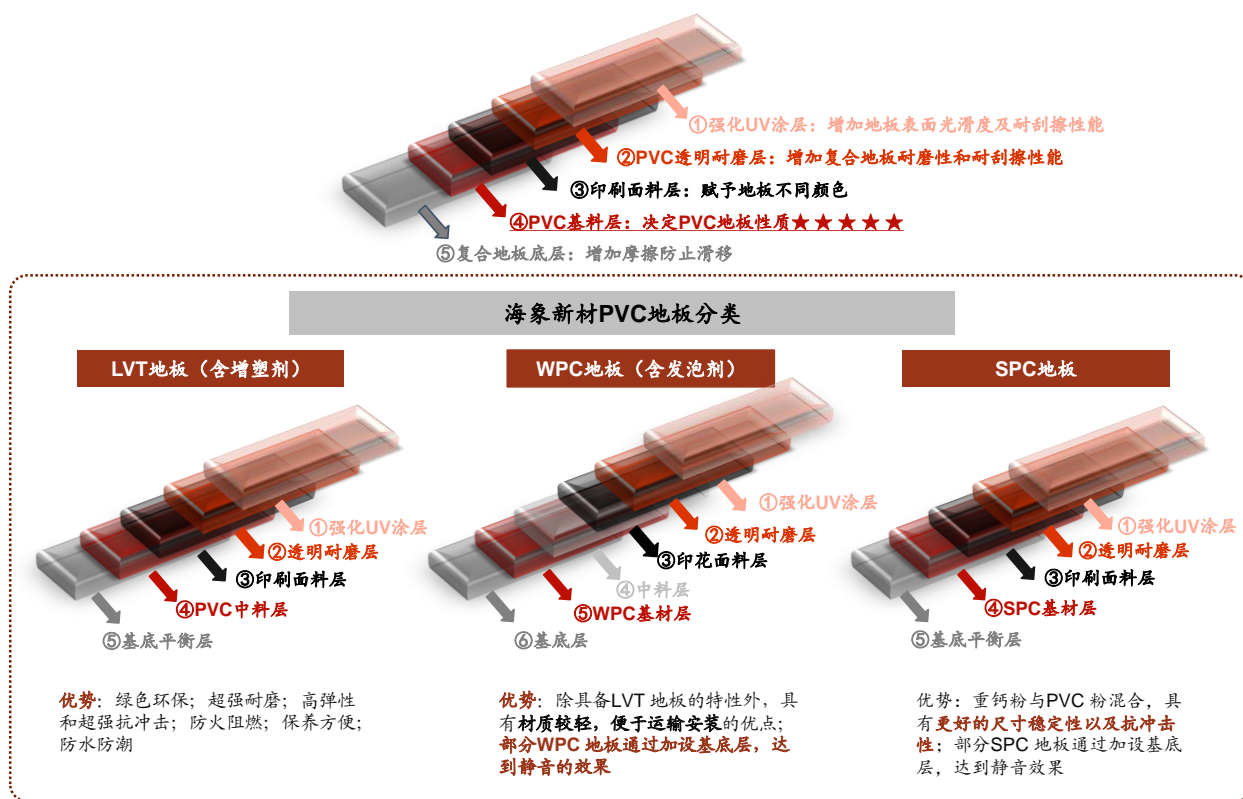 ①强化UV涂层：增加地板表面光滑度及耐刮擦性能
②PVC透明耐磨层：增加复合地板耐磨性和耐刮擦性能
③印刷面料层：赋予地板不同颜色
④PVC基料层：决定PVC地板性质★★★★★
⑤复合地板底层：增加摩擦防止滑移
海象新材PVC地板分类
LVT地板（含增塑剂）
①强化UV涂层
②透明耐磨层
③印刷面料层
④PVC中料层
⑤基底平衡层
优势：绿色环保；超强耐磨；高弹性
和超强抗冲击；防火阻燃；保养方便；
防水防潮
WPC地板（含发泡剂）
①强化UV涂层
②透明耐磨层
③印花面料层
④中料层
⑤WPC基材层
⑥基底层
优势：除具备LVT 地板的特性外，具
有材质较轻，便于运输安装的优点；
部分WPC 地板通过加设基底层，达
到静音的效果
SPC地板
①强化UV涂层
②透明耐磨层
③印刷面料层
④SPC基材层
⑤基底平衡层
优势：重钙粉与PVC 粉混合，具
有更好的尺寸稳定性以及抗冲击
性；部分SPC 地板通过加设基底
层，达到静音效果